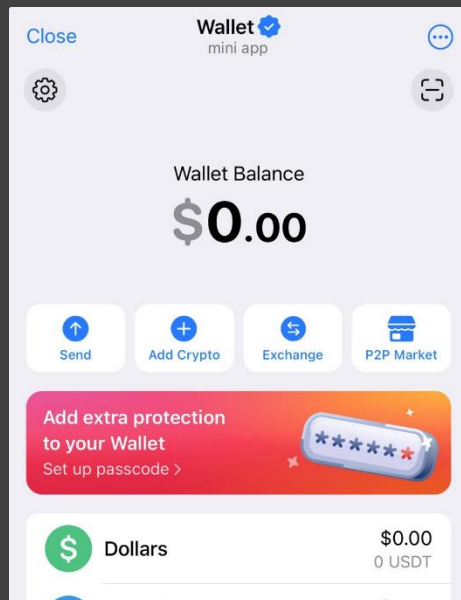 Close
Wallet
mini app
Wallet Balance
$0.00
Send
Add Crypto
Exchange
P2P Market
Add extra protection
to your Wallet
Set up passcode >
******
$
Dollars
$0.00
0 USDT